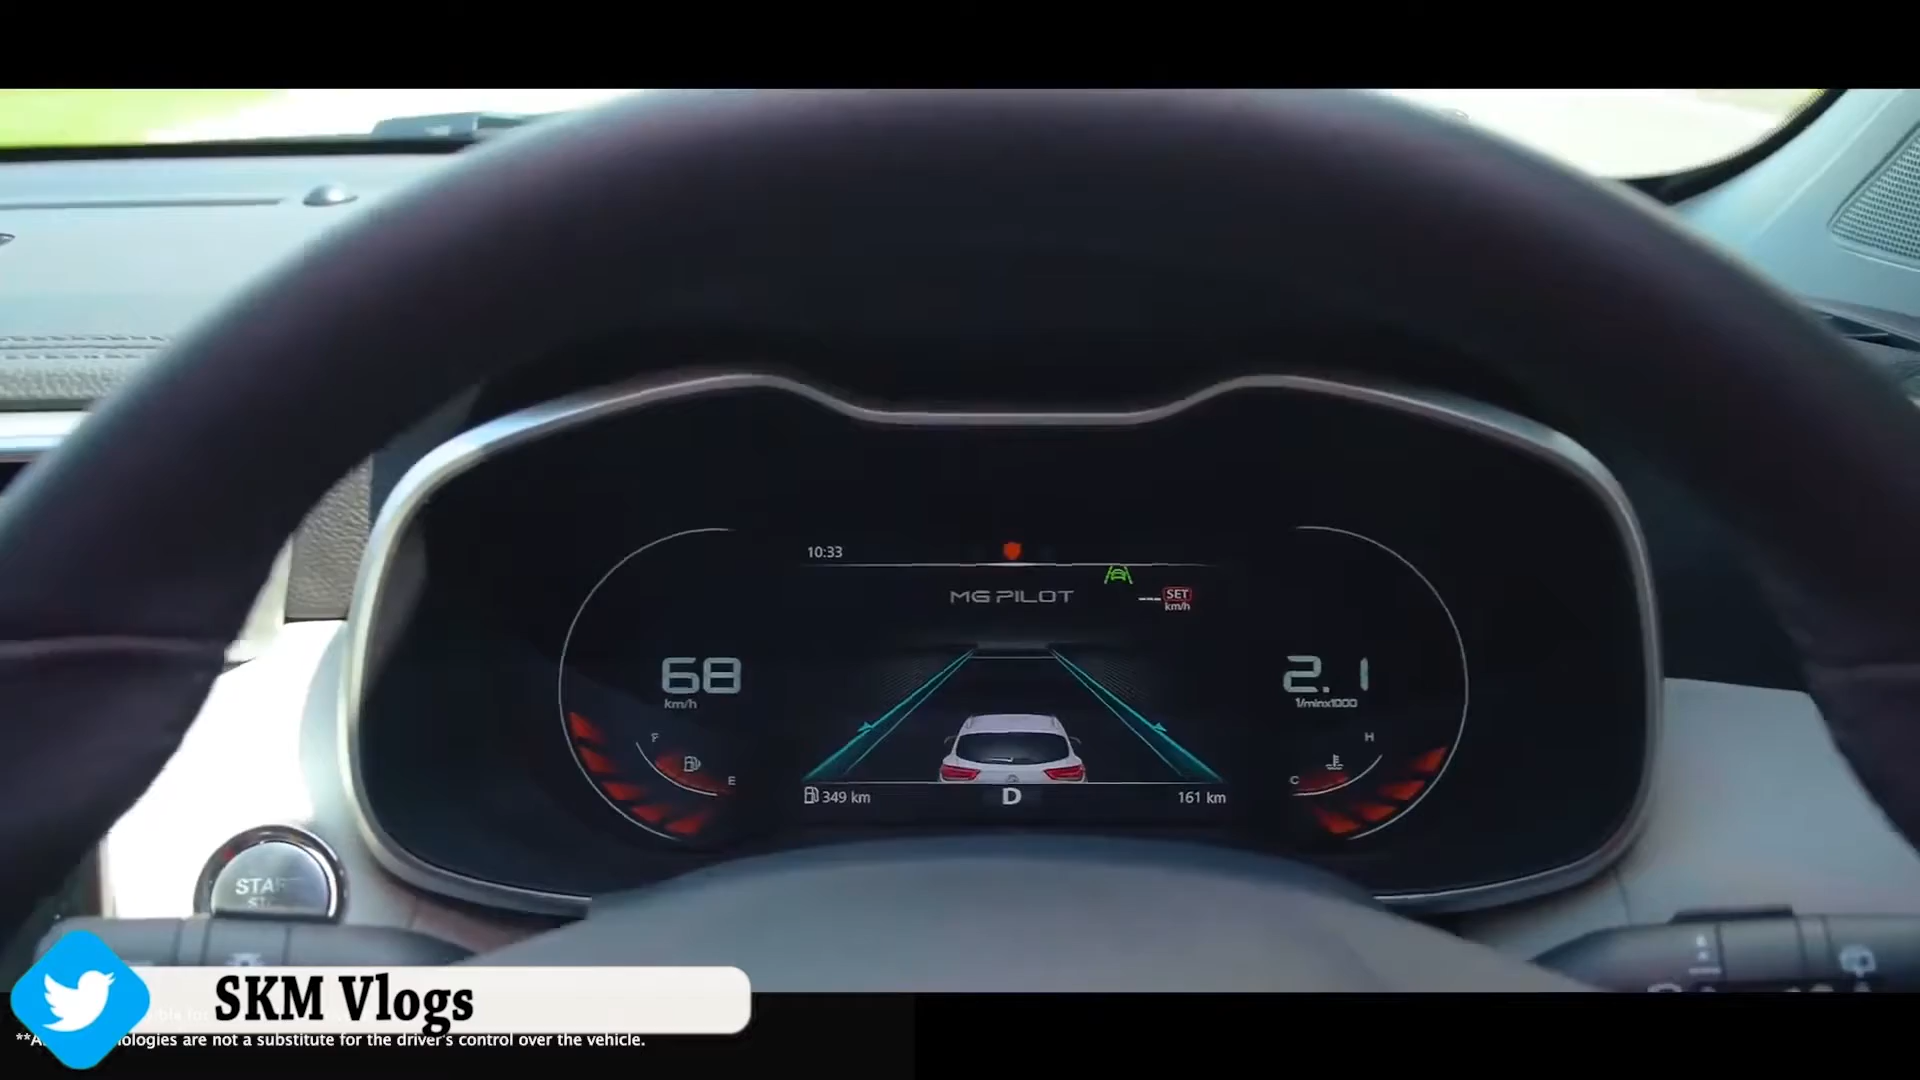 10:33
MG PILOT
SET
km/h
68
km/h
2.1
1/minx1000
F
E
H
C
349 km
D
161 km
START
SKM Vlogs
are not a substitute for the driver's control over the vehicle.